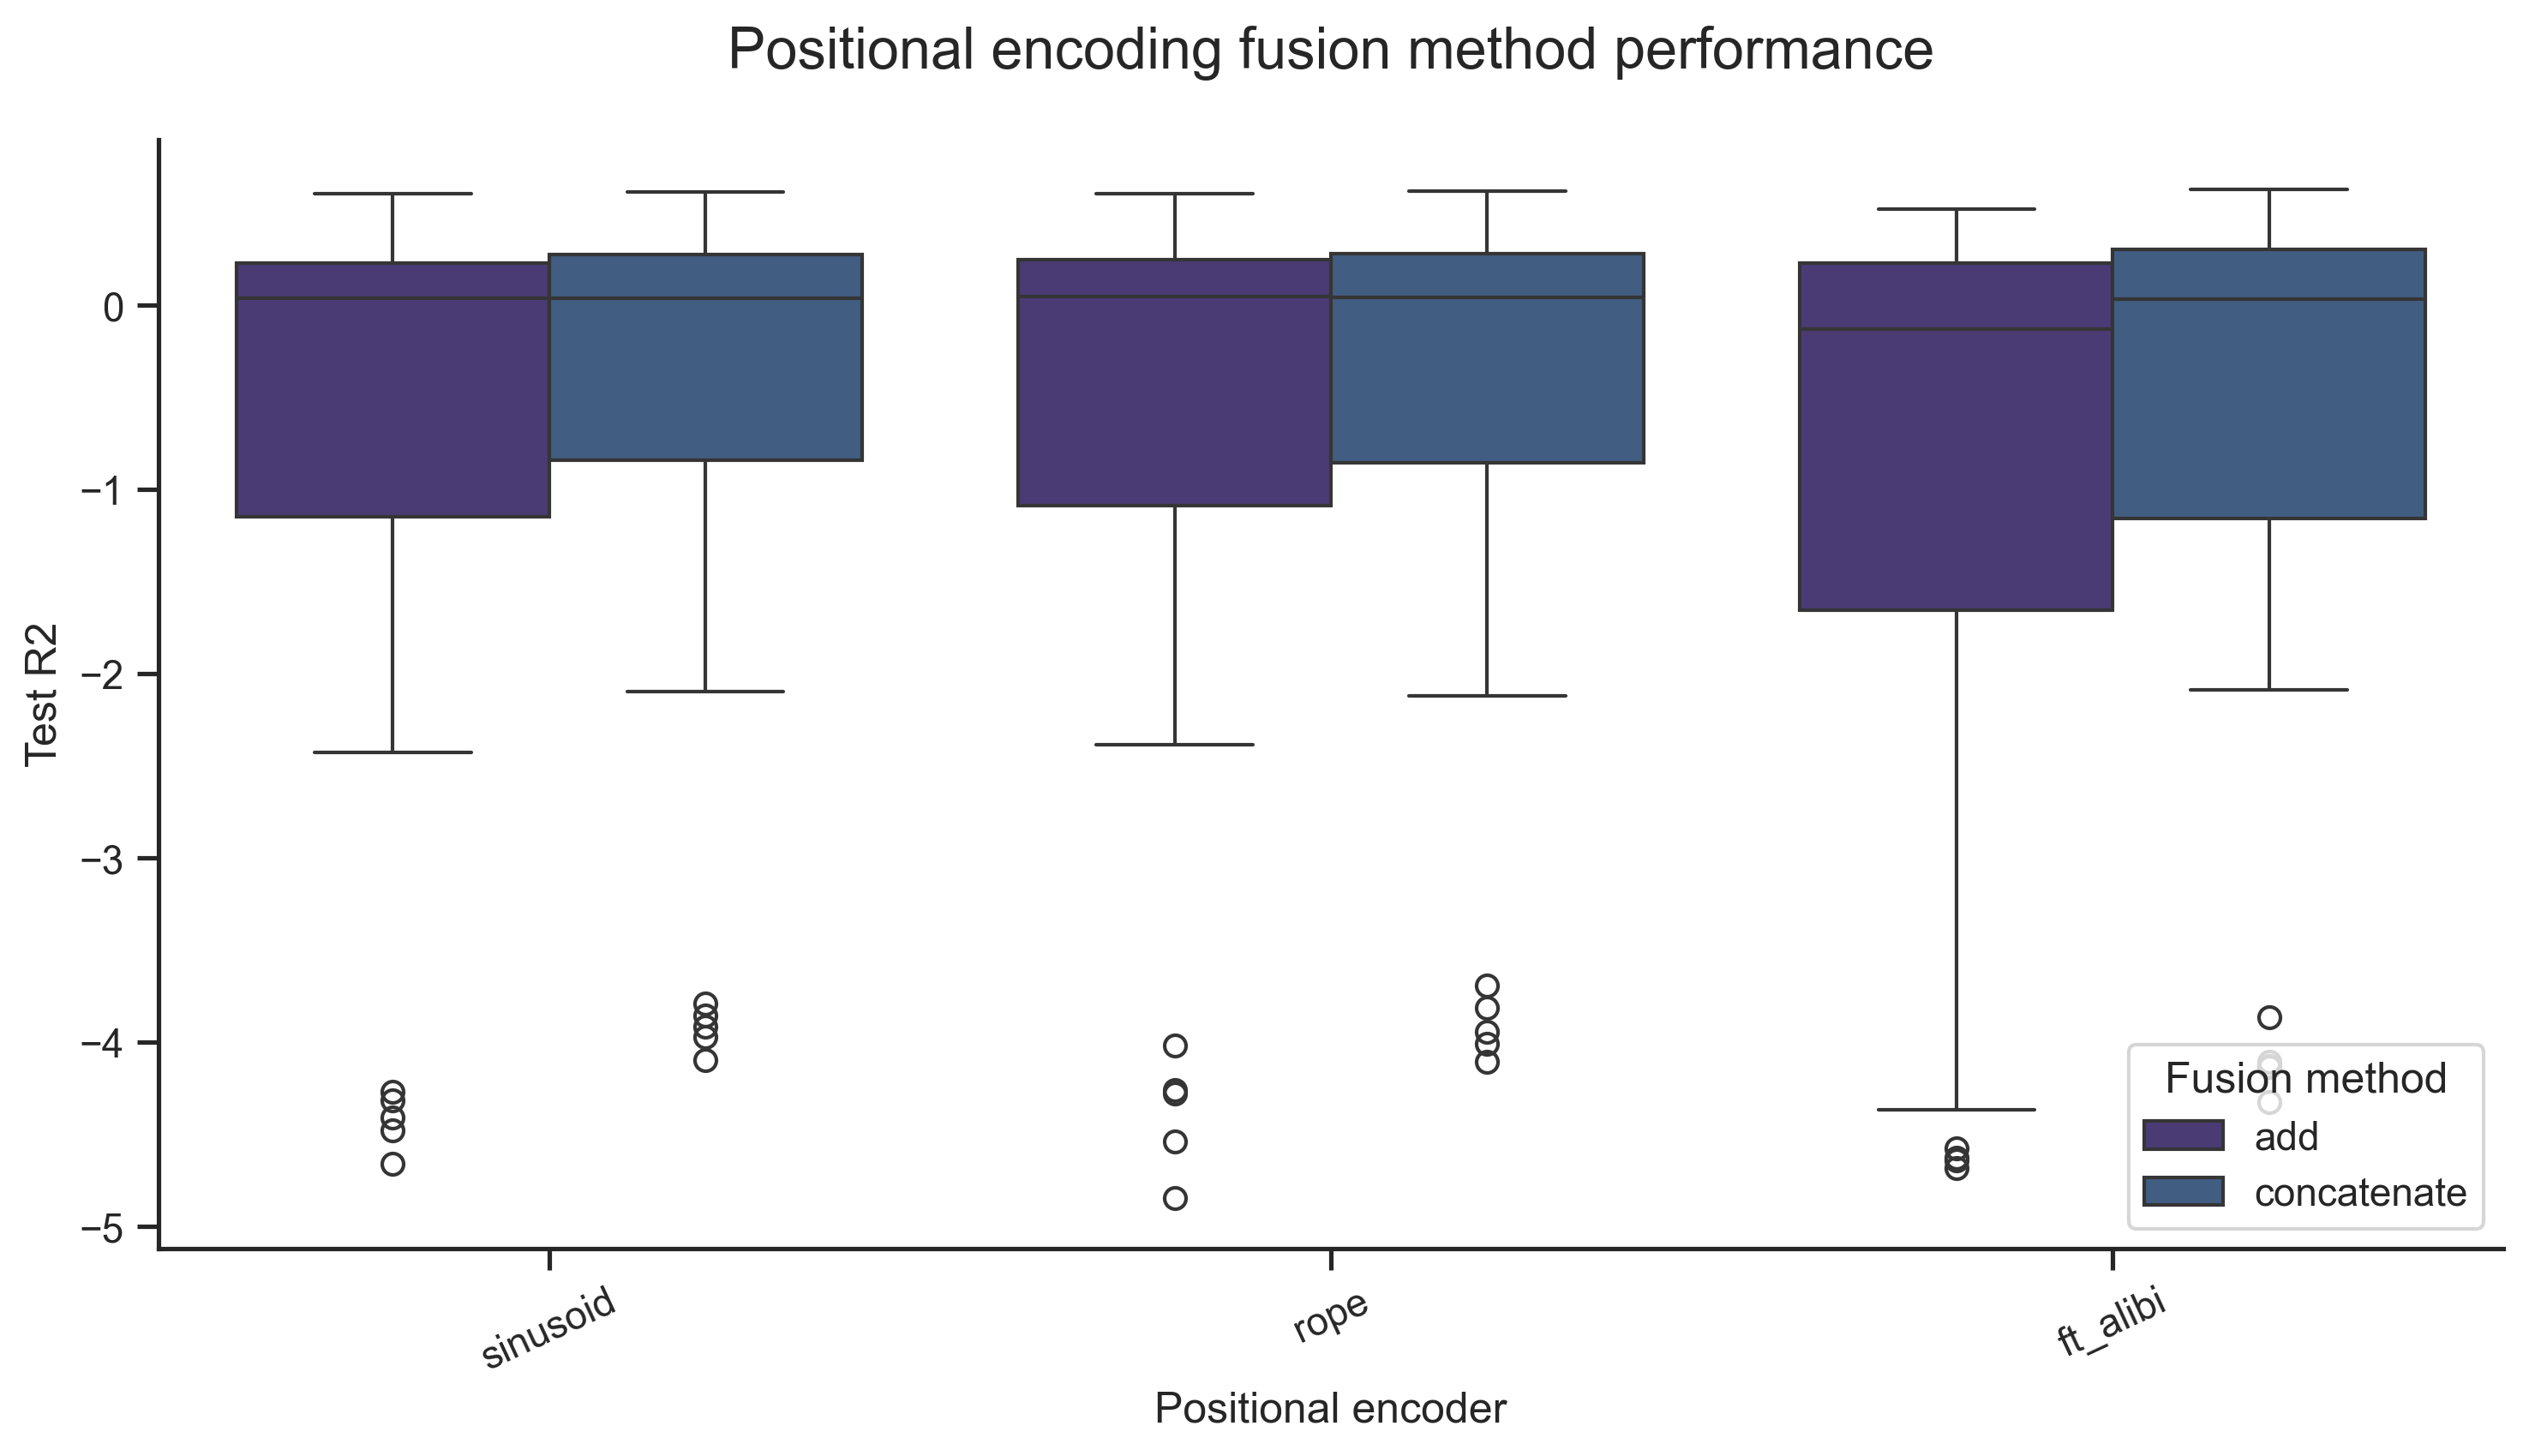 Positional encoding fusion method performance
Test R2
0
−1
−2
−3
−4
−5
Fusion method
add
concatenate
sinusoid
rope
ft_alibi
Positional encoder